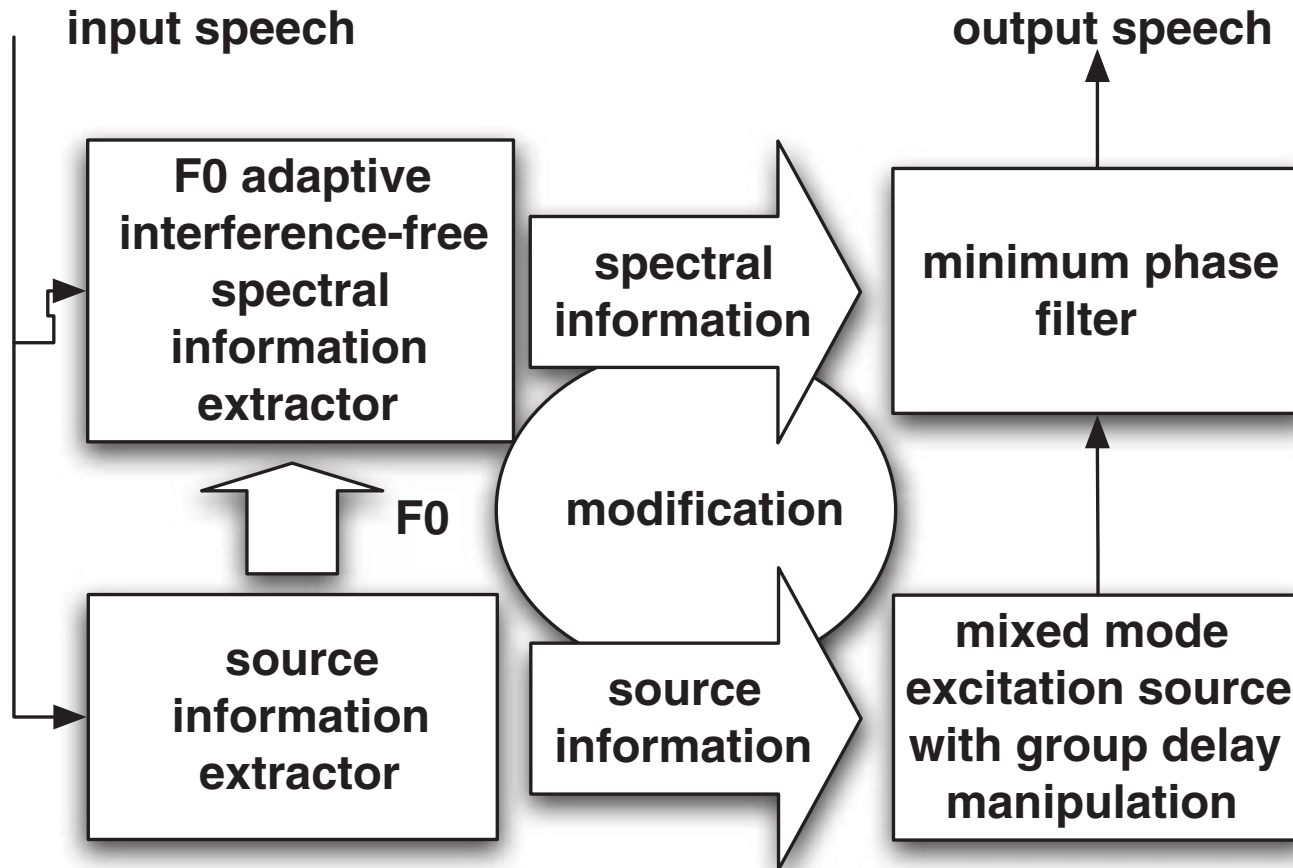 input speech
output speech
F0 adaptive
interference-free
spectral
information
extractor
spectral
information
minimum phase
filter
F0
modification
source
information
extractor
source
information
mixed mode
excitation source
with group delay
manipulation